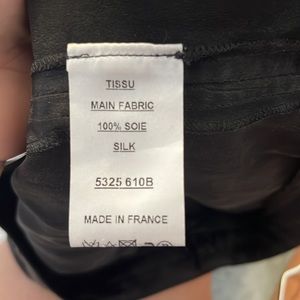 TISSU
MAIN FABRIC
100% SOIE
SILK
5325 610B
MADE IN FRANCE